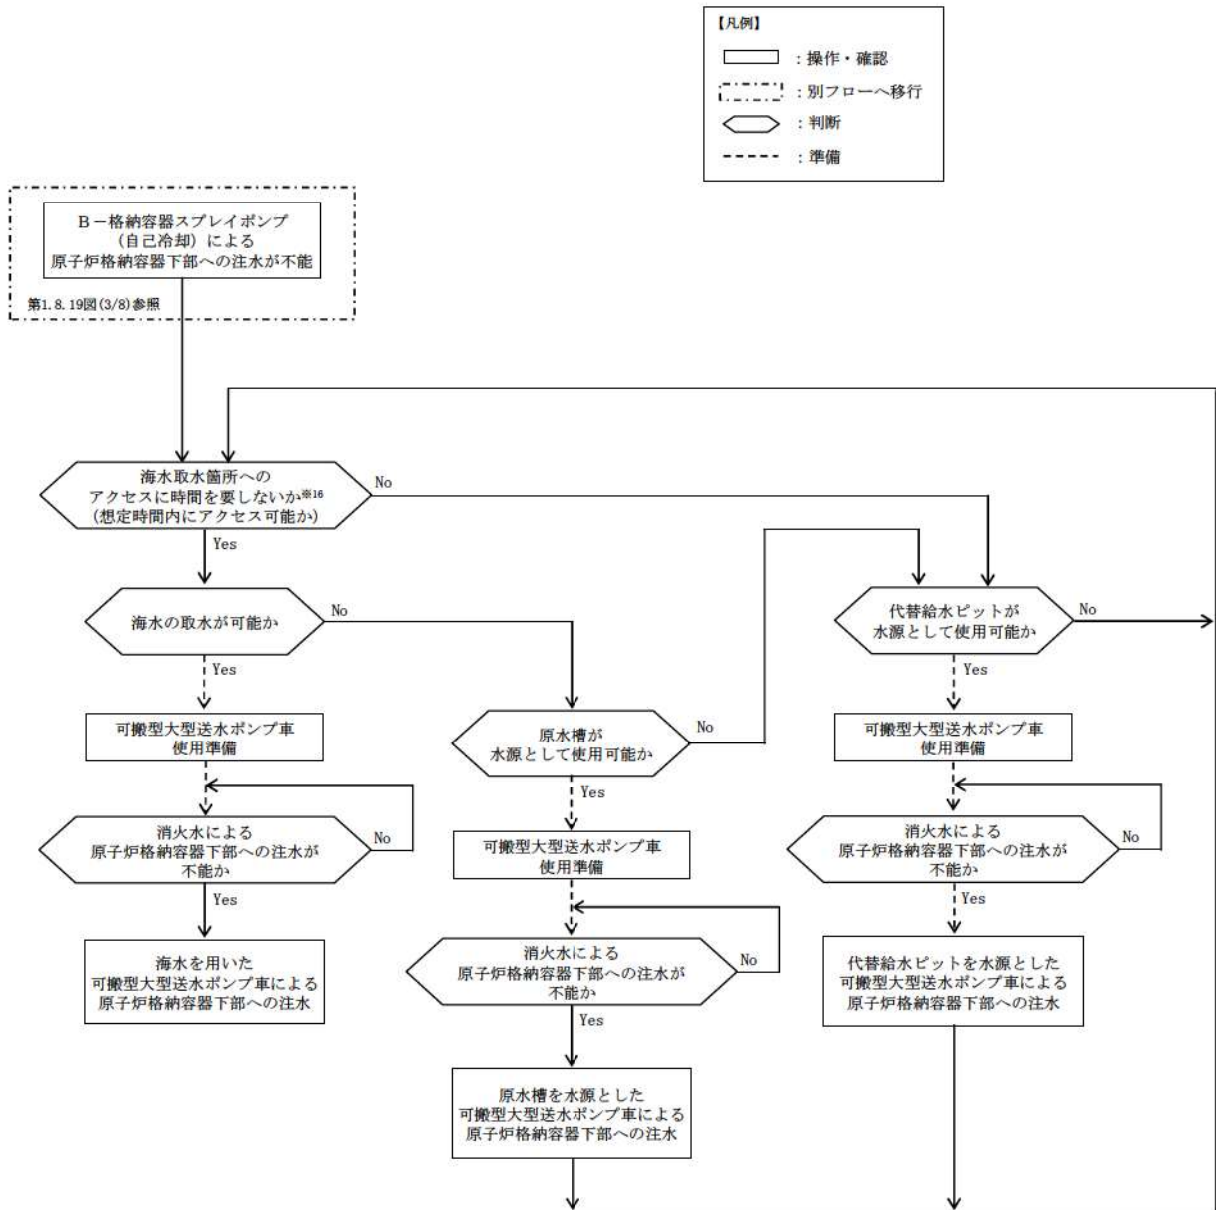 【凡例】
：操作・確認
：別フローへ移行
：判断
：準備
B－格納容器スプレイポンプ
（自己冷却）による
原子炉格納容器下部への注水が不能
第1.8.19図(3/8)参照
海水取水箇所への
アクセスに時間を要しないか※16
（想定時間内にアクセス可能か）
No
Yes
海水の取水が可能か
No
Yes
代替給水ピットが
水源として使用可能か
No
Yes
可搬型大型送水ポンプ車
使用準備
原水槽が
水源として使用可能か
No
Yes
可搬型大型送水ポンプ車
使用準備
消火水による
原子炉格納容器下部への注水が
不能か
No
Yes
可搬型大型送水ポンプ車
使用準備
消火水による
原子炉格納容器下部への注水が
不能か
No
Yes
海水を用いた
可搬型大型送水ポンプ車による
原子炉格納容器下部への注水
消火水による
原子炉格納容器下部への注水が
不能か
No
Yes
代替給水ピットを水源とした
可搬型大型送水ポンプ車による
原子炉格納容器下部への注水
原水槽を水源とした
可搬型大型送水ポンプ車による
原子炉格納容器下部への注水